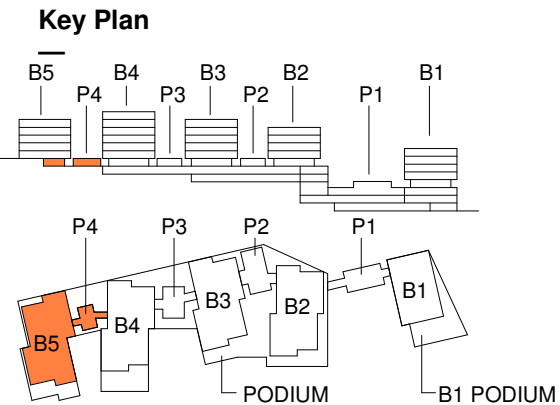 Key Plan
B5 P4 B4 P3 B3 P2 B2 P1 B1
P4 P3 P2 P1
B5 B4 B3 B2 B1
PODIUM B1 PODIUM